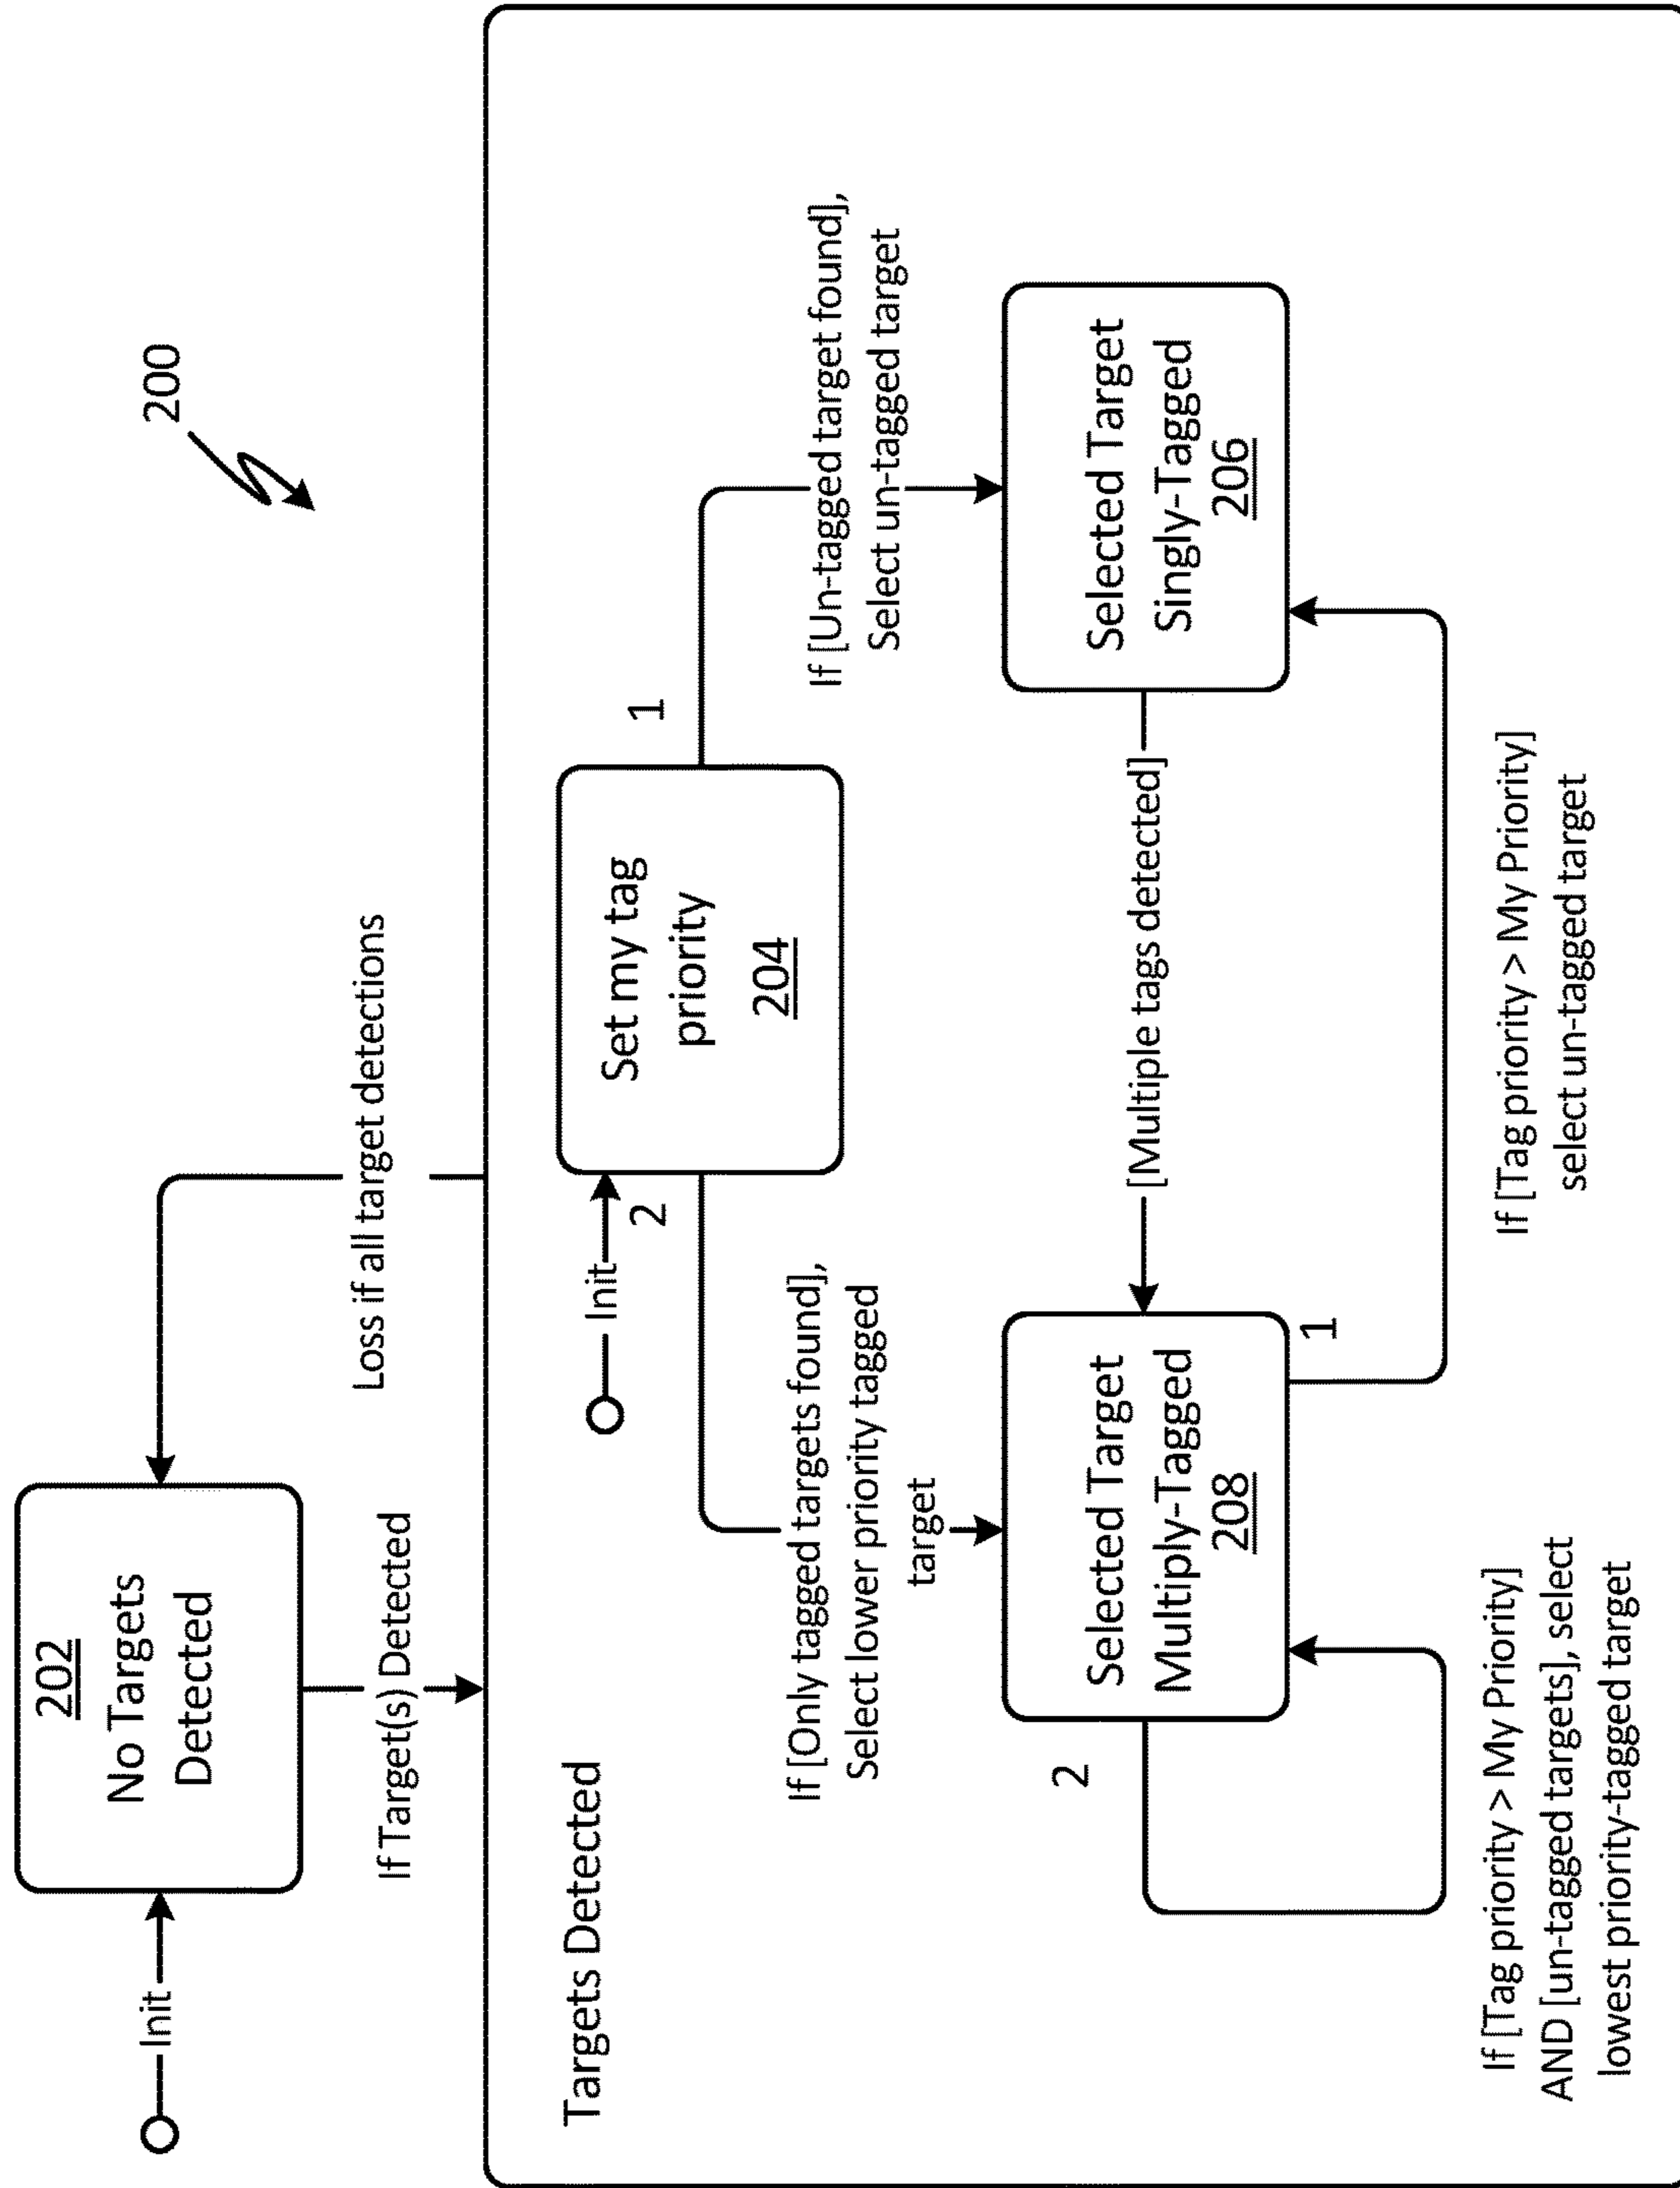 200
Init
202
No Targets
Detected
If Target(s) Detected
Loss if all target detections
Targets Detected
Init
Set my tag
priority
204
2
1
If [Only tagged targets found],
Select lower priority tagged
target
If [Un-tagged target found],
Select un-tagged target
Selected Target
Multiply-Tagged
208
[Multiple tags detected]
Selected Target
Singly-Tagged
206
2
1
If [Tag priority > My Priority]
AND [un-tagged targets], select
lowest priority-tagged target
If [Tag priority > My Priority]
select un-tagged target